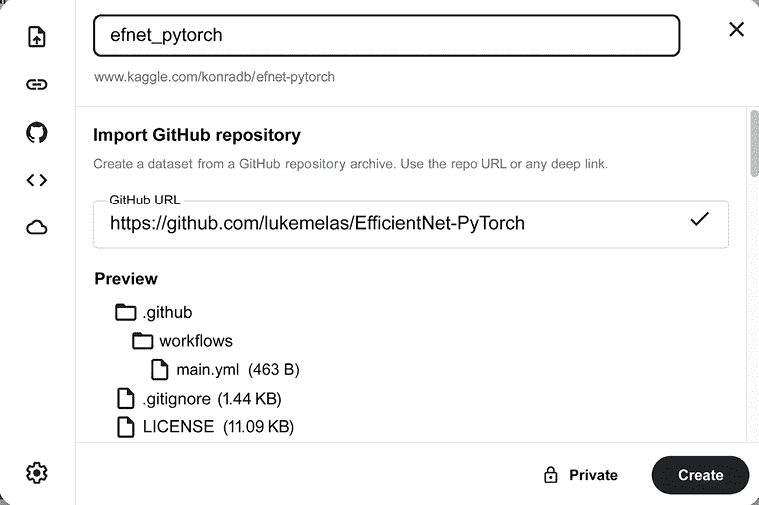 efnet_pytorch
www.kaggle.com/konradb/efnet-pytorch
Import GitHub repository
Create a dataset from a GitHub repository archive. Use the repo URL or any deep link.
GitHub URL
https://github.com/lukemelas/EfficientNet-PyTorch
Preview
.github
workflows
main.yml (463 B)
.gitignore (1.44 KB)
LICENSE (11.09 KB)
Private
Create